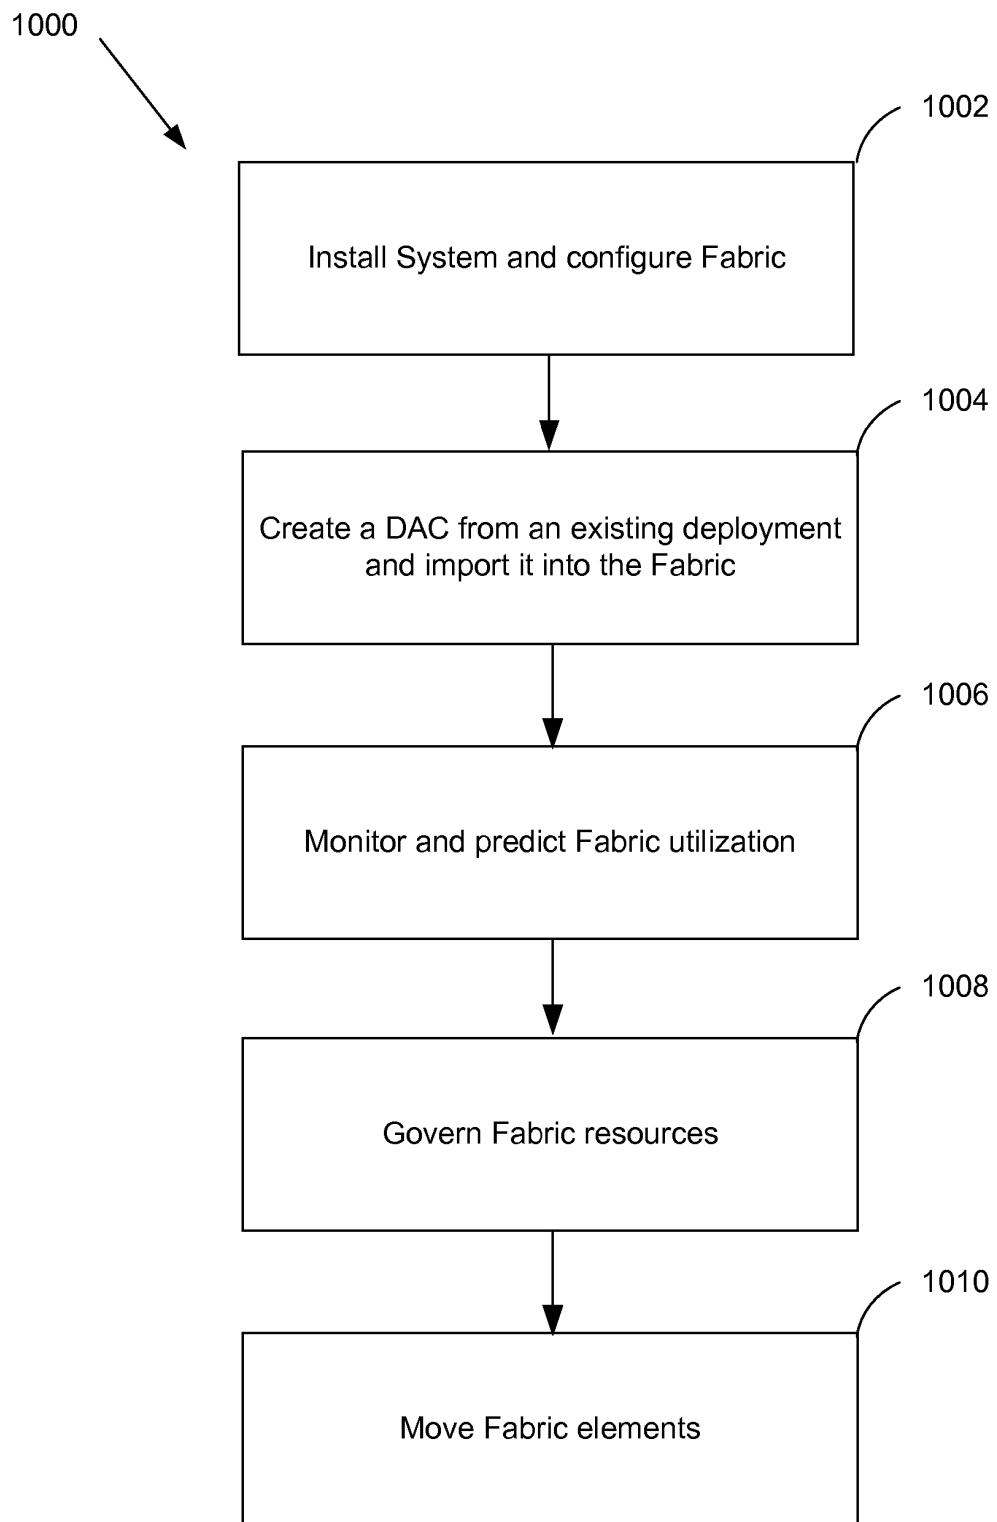 1000
1002
Install System and configure Fabric
1004
Create a DAC from an existing deployment
and import it into the Fabric
1006
Monitor and predict Fabric utilization
1008
Govern Fabric resources
1010
Move Fabric elements